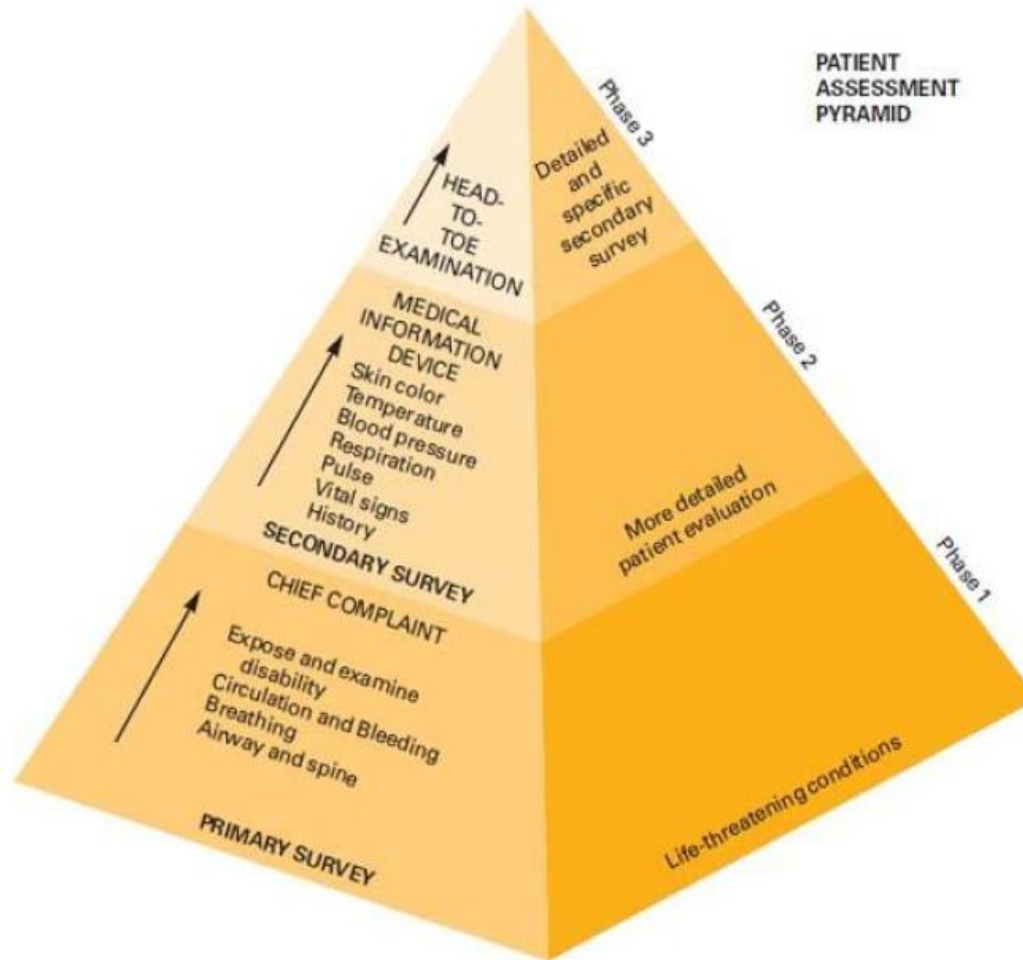 PATIENT
ASSESSMENT
PYRAMID
Phase 3
HEAD-
TO-
TOE
EXAMINATION
Detailed
and
specific
secondary
survey
Phase 2
MEDICAL
INFORMATION
DEVICE
Skin color
Temperature
Blood pressure
Respiration
Pulse
Vital signs
History
SECONDARY SURVEY
More detailed
patient evaluation
Phase 1
CHIEF COMPLAINT
Expose and examine
disability
Circulation and Bleeding
Breathing
Airway and spine
PRIMARY SURVEY
Life-threatening conditions